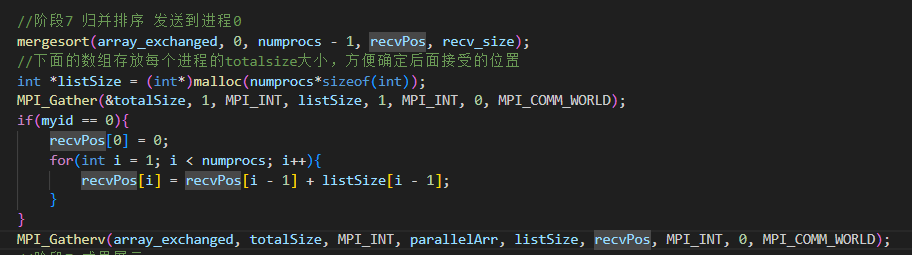 //阶段7 归并排序 发送到进程0
mergesort(array_exchanged, 0, numprocs - 1, recvPos, recv_size);
//下面的数组存放每个进程的totalsize大小，方便确定后面接受的位置
int *listSize = (int*)malloc(numprocs*sizeof(int));
MPI_Gather(&totalSize, 1, MPI_INT, listSize, 1, MPI_INT, 0, MPI_COMM_WORLD);
if(myid == 0){
    recvPos[0] = 0;
    for(int i = 1; i < numprocs; i++){
        recvPos[i] = recvPos[i - 1] + listSize[i - 1];
    }
}
MPI_Gatherv(array_exchanged, totalSize, MPI_INT, parallelArr, listSize, recvPos, MPI_INT, 0, MPI_COMM_WORLD);